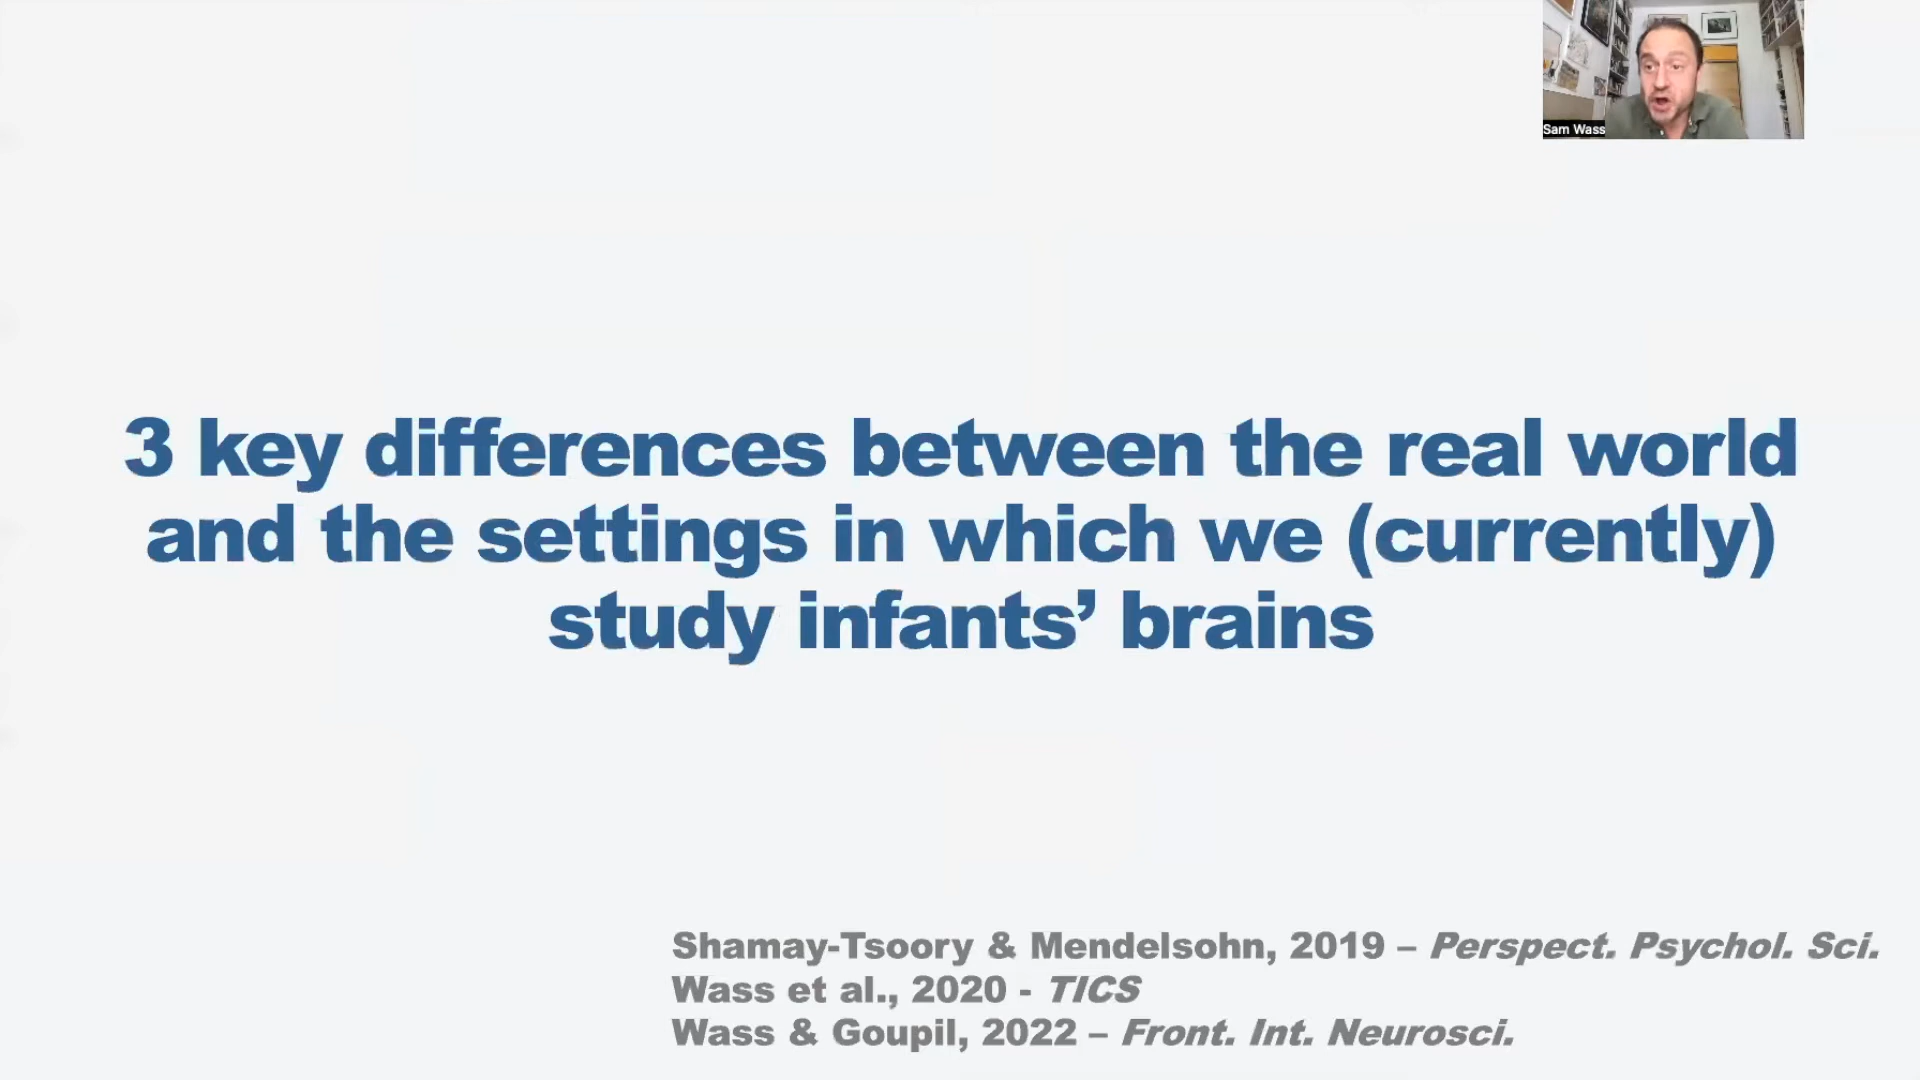 Sam Wass
3 key differences between the real world
and the settings in which we (currently)
study infants’ brains
Shamay-Tsoory & Mendelsohn, 2019 – Perspect. Psychol. Sci.
Wass et al., 2020 - TICS
Wass & Goupil, 2022 – Front. Int. Neurosci.